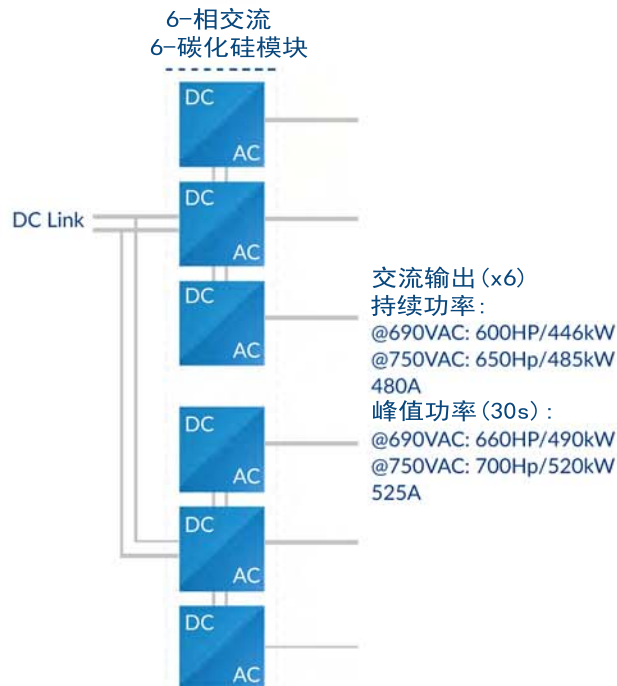 6-相交流
6-碳化硅模块
DC
AC
DC
AC
DC Link
DC
AC
交流输出(x6)
持续功率:
@690VAC: 600HP/446kW
@750VAC: 650Hp/485kW
480A
峰值功率(30s):
@690VAC: 660HP/490kW
@750VAC: 700Hp/520kW
525A
DC
AC
DC
AC
DC
AC